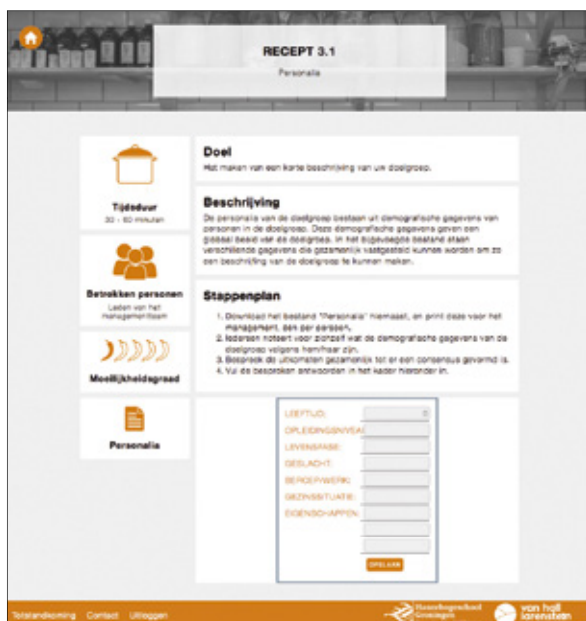 RECEPT 3.1
Personalia
Tijdsduur
30 - 60 minuten
Betrokken personen
Leden van het
managementteam
Moeilijkheidsgraad
Personalia
Doel
Het maken van een korte beschrijving van uw doelgroep.
Beschrijving
De personalia van de doelgroep bestaan uit demografische gegevens van
personen in de doelgroep. Deze demografische gegevens geven een
globaal beeld van de doelgroep. In het bijgevoegde bestand staan
verschillende gegevens die gezamenlijk vastgesteld kunnen worden om zo
een beschrijving van de doelgroep te kunnen maken.
Stappenplan
1. Download het bestand "Personalia" hiernaast, en print deze voor het
management, één per persoon.
2. Iedereen noteert voor zichzelf wat de demografische gegevens van de
doelgroep volgens hem/haar zijn.
3. Bespreek de uitkomsten gezamenlijk tot er een consensus gevormd is.
4. Vul de besproken antwoorden in het kader hieronder in.
LEEFTIJD:
OPLEIDINGSNIVEAU
LEVENSFASE:
GESLACHT:
BEROEP/WERK:
GEZINSSITUATIE:
EIGENSCHAPPEN:
OPSLAAN
Totstandkoming Contact Uitloggen
Hanzehogeschool
Groningen
van hall
larenstein